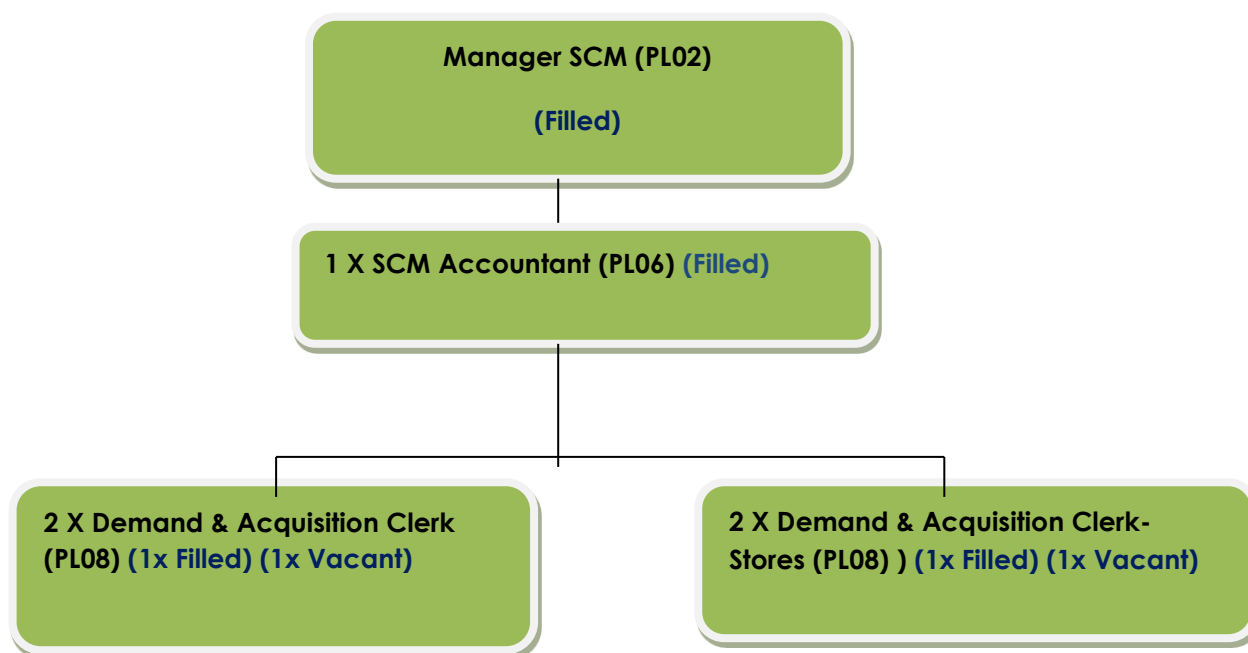 Manager SCM (PL02)
(Filled)
1 X SCM Accountant (PL06) (Filled)
2 X Demand & Acquisition Clerk
(PL08) (1x Filled) (1x Vacant)
2 X Demand & Acquisition Clerk-
Stores (PL08) ) (1x Filled) (1x Vacant)